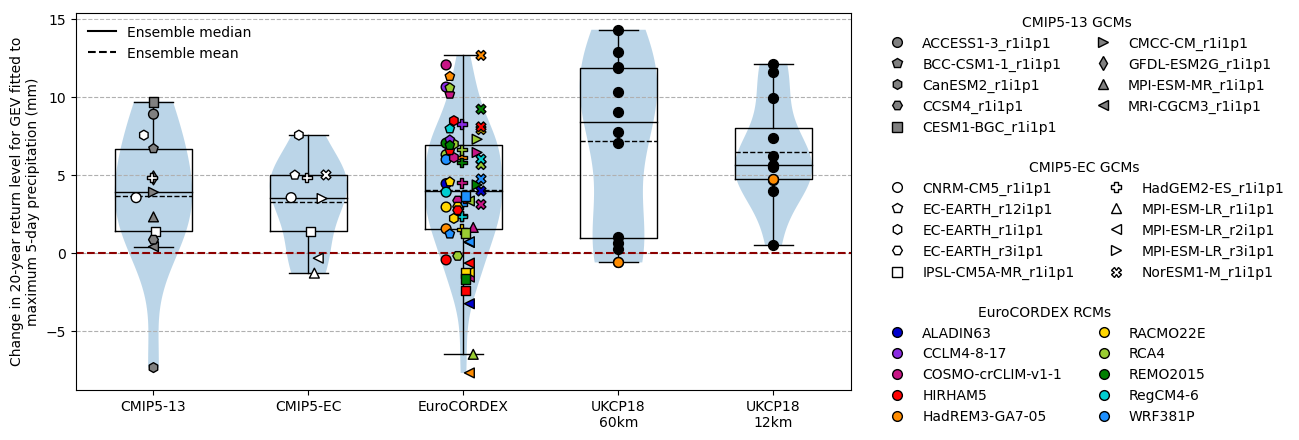 Change in 20-year return level for GEV fitted to
maximum 5-day precipitation (mm)
15
10
5
0
−5
Ensemble median
Ensemble mean
CMIP5-13
CMIP5-EC
EuroCORDEX
UKCP18
60km
UKCP18
12km
CMIP5-13 GCMs
ACCESS1-3_r1i1p1
BCC-CSM1-1_r1i1p1
CanESM2_r1i1p1
CCSM4_r1i1p1
CESM1-BGC_r1i1p1
CMCC-CM_r1i1p1
GFDL-ESM2G_r1i1p1
MPI-ESM-MR_r1i1p1
MRI-CGCM3_r1i1p1
CMIP5-EC GCMs
CNRM-CM5_r1i1p1
EC-EARTH_r12i1p1
EC-EARTH_r1i1p1
EC-EARTH_r3i1p1
IPSL-CM5A-MR_r1i1p1
HadGEM2-ES_r1i1p1
MPI-ESM-LR_r1i1p1
MPI-ESM-LR_r2i1p1
MPI-ESM-LR_r3i1p1
NorESM1-M_r1i1p1
EuroCORDEX RCMs
ALADIN63
CCLM4-8-17
COSMO-crCLIM-v1-1
HIRHAM5
HadREM3-GA7-05
RACMO22E
RCA4
REMO2015
RegCM4-6
WRF381P